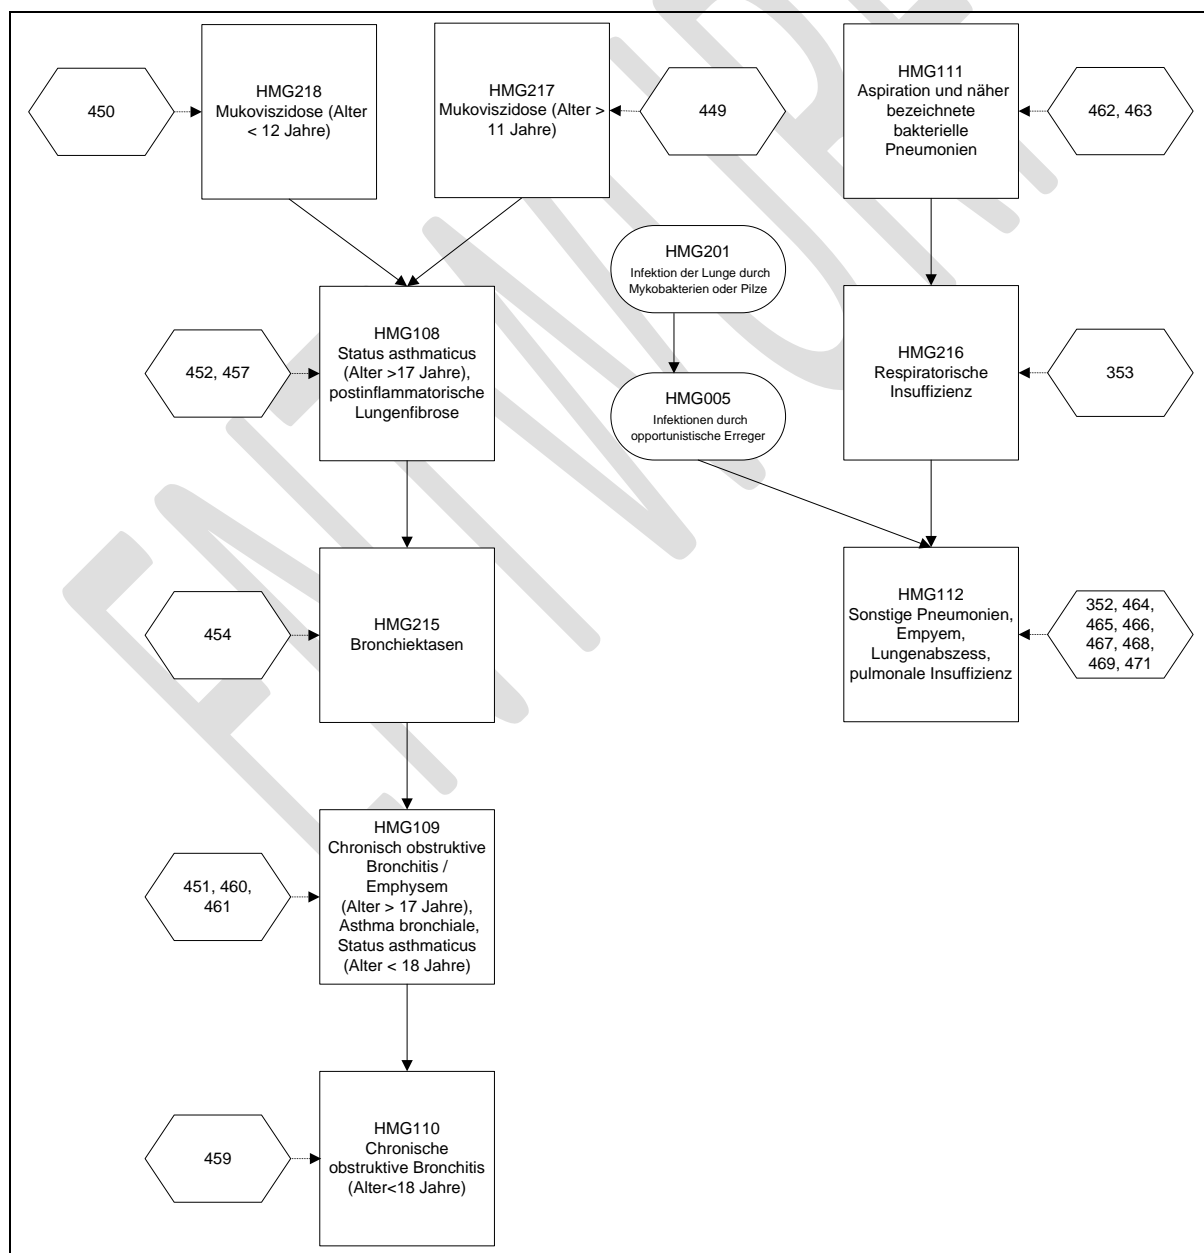 HMG218
Mukoviszidose (Alter
< 12 Jahre)
450
HMG217
Mukoviszidose (Alter >
11 Jahre)
449
HMG111
Aspiration und näher
bezeichnete
bakterielle
Pneumonien
462, 463
HMG201
Infektion der Lunge durch
Mykobakterien oder Pilze
HMG108
Status asthmaticus
(Alter >17 Jahre),
postinflammatorische
Lungenfibrose
452, 457
HMG005
Infektionen durch
opportunistische Erreger
HMG216
Respiratorische
Insuffizienz
353
HMG215
Bronchiektasen
454
HMG112
Sonstige Pneumonien,
Empyem,
Lungenabszess,
pulmonale Insuffizienz
352, 464,
465, 466,
467, 468,
469, 471
HMG109
Chronisch obstruktive
Bronchitis /
Emphysem
(Alter > 17 Jahre),
Asthma bronchiale,
Status asthmaticus
(Alter < 18 Jahre)
451, 460,
461
HMG110
Chronische
obstruktive Bronchitis
(Alter<18 Jahre)
459
ENTWURF